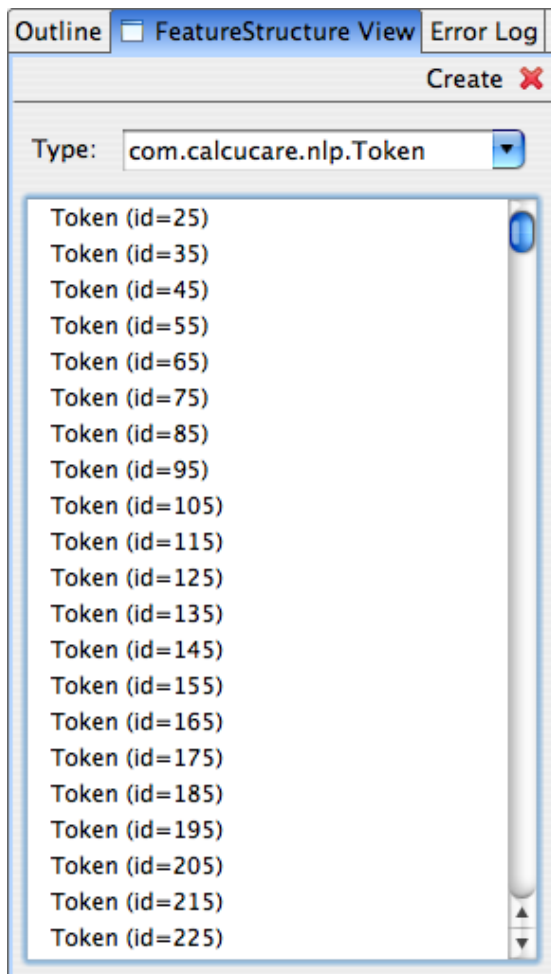 Outline FeatureStructure View Error Log
Create
Type: com.calcucare.nlp.Token
Token (id=25)
Token (id=35)
Token (id=45)
Token (id=55)
Token (id=65)
Token (id=75)
Token (id=85)
Token (id=95)
Token (id=105)
Token (id=115)
Token (id=125)
Token (id=135)
Token (id=145)
Token (id=155)
Token (id=165)
Token (id=175)
Token (id=185)
Token (id=195)
Token (id=205)
Token (id=215)
Token (id=225)